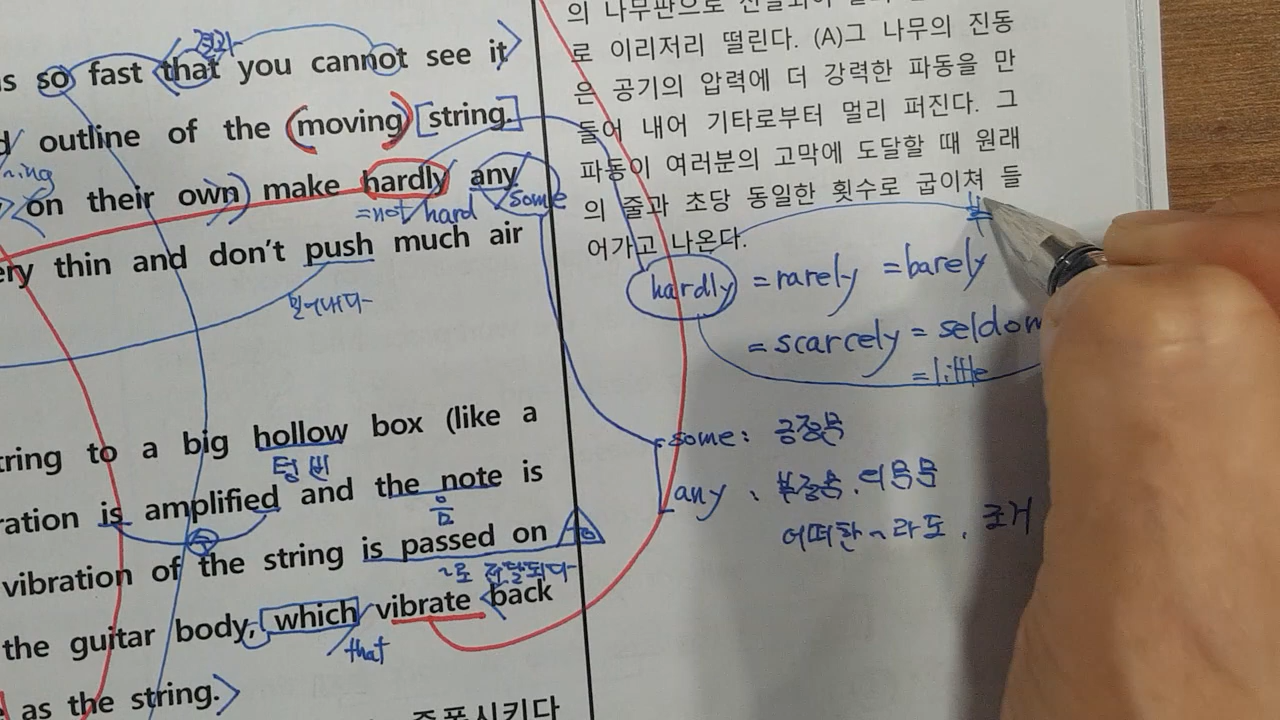 so fast that you cannot see it
결과
outline of the (moving) [string.]
on their own) make hardly any
=not hard some
ery thin and don't push much air
밀어내다
tring to a big hollow box (like a
텅 빈
ration is amplified and the note is
음
vibration of the string is passed on to
~로 전달되다
the guitar body, which vibrate back
that
as the string.
증폭시키다
의 나무판으로 전달되어
로 이리저리 떨린다. (A)그 나무의 진동
은 공기의 압력에 더 강력한 파동을 만
들어 내어 기타로부터 멀리 퍼진다. 그
파동이 여러분의 고막에 도달할 때 원래
의 줄과 초당 동일한 횟수로 굽이쳐 들
어가고 나온다.
hardly = rarely = barely
= scarcely = seldom
= little
some: 긍정문
any : 부정문. 의문문
어떠한~라도. 조건